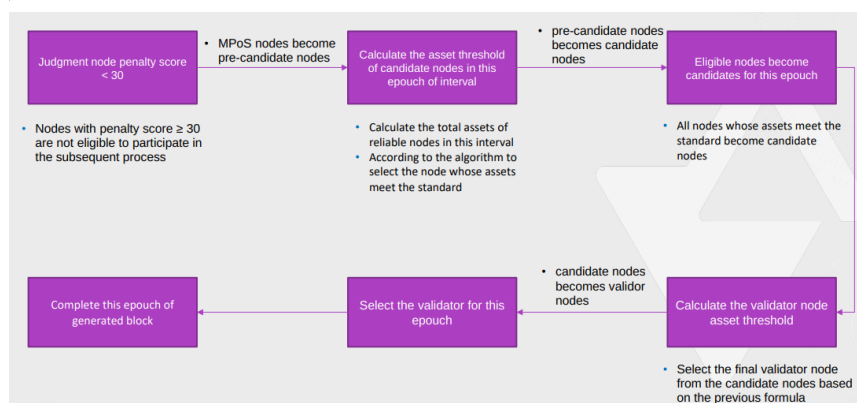 Judgment node penalty score
< 30
• MPoS nodes become
pre-candidate nodes
Calculate the asset threshold
of candidate nodes in this
epouch of interval
• pre-candidate nodes
becomes candidate
nodes
Eligible nodes become
candidates for this epouch
• Nodes with penalty score ≥ 30
are not eligible to participate in
the subsequent process
• Calculate the total assets of
reliable nodes in this interval
• According to the algorithm to
select the node whose assets
meet the standard
• All nodes whose assets meet the
standard become candidate
nodes
Complete this epouch of
generated block
Select the validator for this
epouch
• candidate nodes
becomes validor
nodes
Calculate the validator node
asset threshold
• Select the final validator node
from the candidate nodes based
on the previous formula